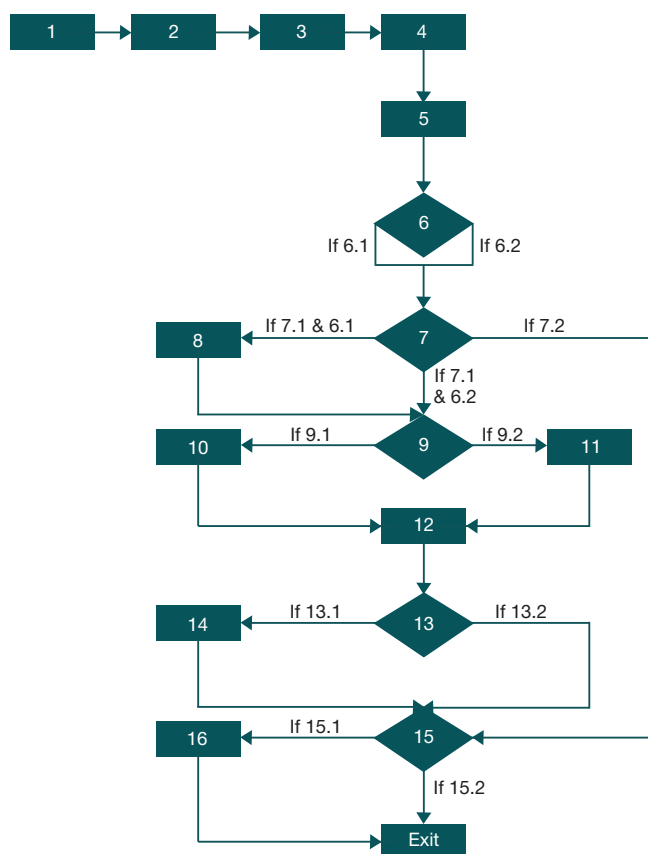 1
2
3
4
5
6
If 6.1
If 6.2
If 7.1 & 6.1
If 7.2
8
7
If 7.1
& 6.2
If 9.1
If 9.2
10
9
11
12
If 13.1
If 13.2
14
13
If 15.1
16
15
If 15.2
Exit